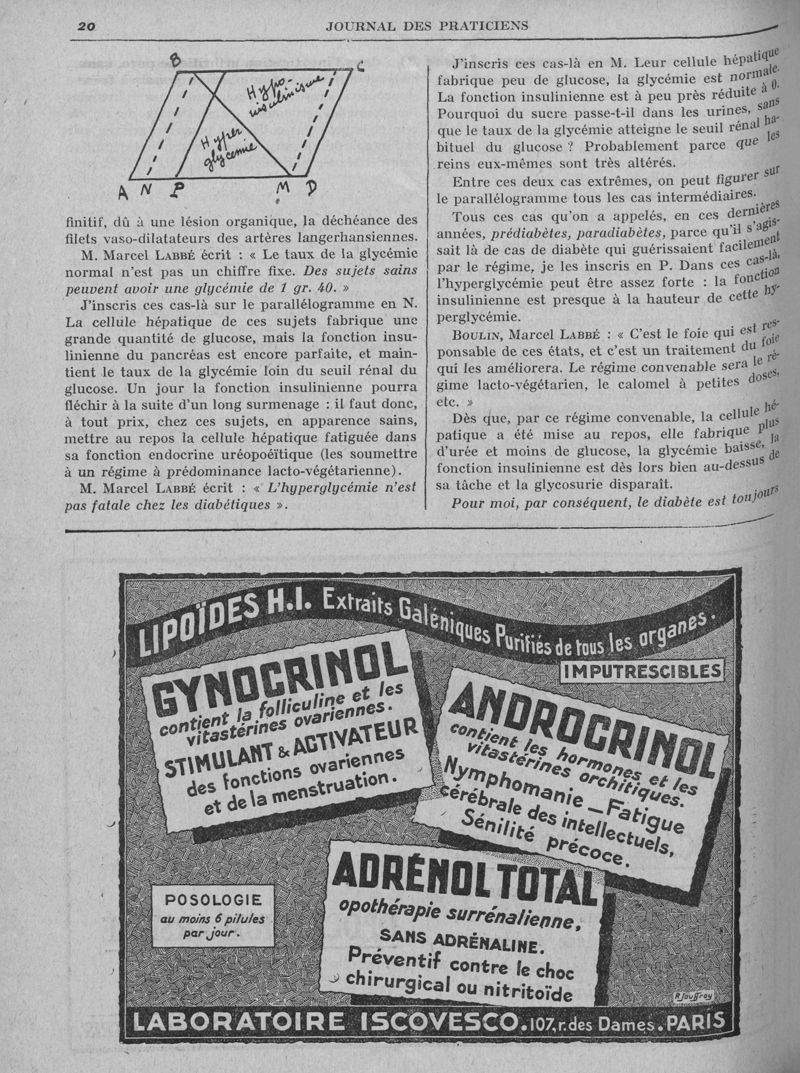 20
JOURNAL DES PRATICIENS
B
C
Hypo-
insulinisme
Hyper
glycémie
A N P M D
finitif, dû à une lésion organique, la déchéance des
filets vaso-dilatateurs des artères langerhansiennes.
M. Marcel LABBÉ écrit : « Le taux de la glycémie
normal n'est pas un chiffre fixe. Des sujets sains
peuvent avoir une glycémie de 1 gr. 40. »
J'inscris ces cas-là sur le parallélogramme en N.
La cellule hépatique de ces sujets fabrique une
grande quantité de glucose, mais la fonction insu-
linienne du pancréas est encore parfaite, et main-
tient le taux de la glycémie loin du seuil rénal du
glucose. Un jour la fonction insulinienne pourra
fléchir à la suite d'un long surmenage : il faut donc,
à tout prix, chez ces sujets, en apparence sains,
mettre au repos la cellule hépatique fatiguée dans
sa fonction endocrine uréopoéïtique (les soumettre
à un régime à prédominance lacto-végétarienne).
M. Marcel LABBÉ écrit : « L'hyperglycémie n'est
pas fatale chez les diabétiques ».
J'inscris ces cas-là en M. Leur cellule hépatique
fabrique peu de glucose, la glycémie est normale.
La fonction insulinienne est à peu près réduite à 0.
Pourquoi du sucre passe-t-il dans les urines, sans
que le taux de la glycémie atteigne le seuil rénal ha-
bituel du glucose ? Probablement parce que les
reins eux-mêmes sont très altérés.
Entre ces deux cas extrêmes, on peut figurer sur
le parallélogramme tous les cas intermédiaires.
Tous ces cas qu'on a appelés, en ces dernières
années, prédiabètes, paradiabètes, parce qu'il s'agis-
sait là de cas de diabète qui guérissaient facilement
par le régime, je les inscris en P. Dans ces cas-là,
l'hyperglycémie peut être assez forte : la fonction
insulinienne est presque à la hauteur de cette hy-
perglycémie.
BOULIN, Marcel LABBÉ : « C'est le foie qui est res-
ponsable de ces états, et c'est un traitement du foie
qui les améliorera. Le régime convenable sera le ré-
gime lacto-végétarien, le calomel à petites doses,
etc. »
Dès que, par ce régime convenable, la cellule hé-
patique a été mise au repos, elle fabrique plus
d'urée et moins de glucose, la glycémie baisse, la
fonction insulinienne est dès lors bien au-dessus de
sa tâche et la glycosurie disparaît.
Pour moi, par conséquent, le diabète est toujours
LIPOÏDES H.I. Extraits Galéniques Purifiés de tous les organes.
IMPUTRESCIBLES
GYNOCRINOL
contient la folliculine et les
vitastérines ovariennes.
STIMULANT & ACTIVATEUR
des fonctions ovariennes
et de la menstruation.
ANDROCRINOL
contient les hormones et les
vitastérines orchitiques.
Nymphomanie - Fatigue
cérébrale des intellectuels,
Sénilité précoce.
ADRÉNOL TOTAL
opothérapie surrénalienne,
SANS ADRÉNALINE.
Préventif contre le choc
chirurgical ou nitritoïde
POSOLOGIE
au moins 6 pilules
par jour.
R. Jouffroy
LABORATOIRE ISCOVESCO. 107, r. des Dames. PARIS